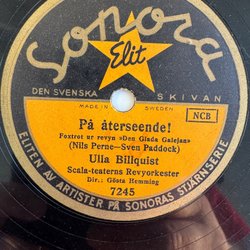 Sonora
Elit
DEN SVENSKA SKIVAN
MADE IN SWEDEN
NCB
På återseende!
Foxtrot ur revyn »Den Glada Galejan»
(Nils Perne—Sven Paddock)
Ulla Billquist
Scala-teaterns Revyorkester
Dir.: Gösta Hemming
7245
ELITEN AV ARTISTER PÅ SONORAS STJÄRNSERIE